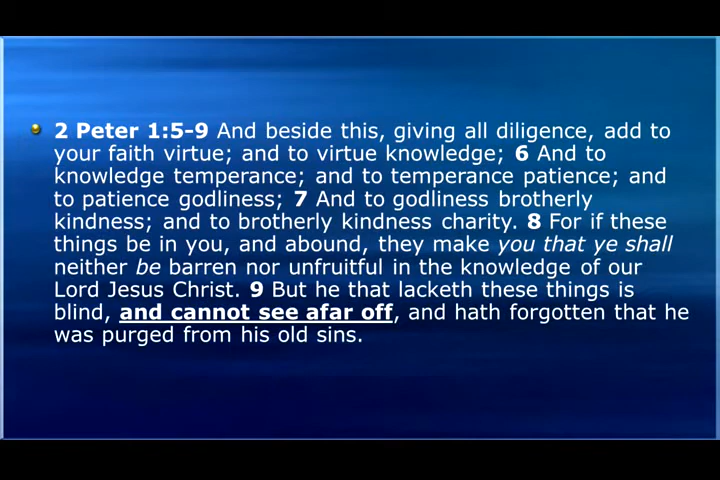 2 Peter 1:5-9 And beside this, giving all diligence, add to
your faith virtue; and to virtue knowledge; 6 And to
knowledge temperance; and to temperance patience; and
to patience godliness; 7 And to godliness brotherly
kindness; and to brotherly kindness charity. 8 For if these
things be in you, and abound, they make you that ye shall
neither be barren nor unfruitful in the knowledge of our
Lord Jesus Christ. 9 But he that lacketh these things is
blind, and cannot see afar off, and hath forgotten that he
was purged from his old sins.